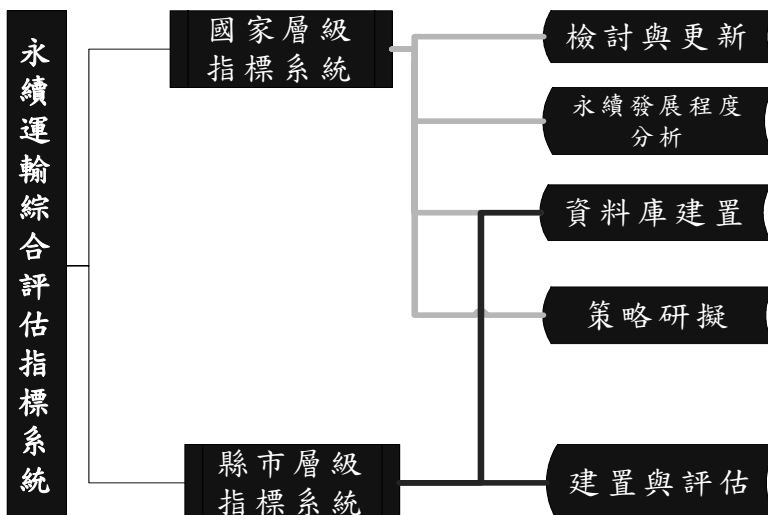 永續運輸綜合評估指標系統
國家層級
指標系統
檢討與更新
永續發展程度
分析
資料庫建置
策略研擬
縣市層級
指標系統
建置與評估